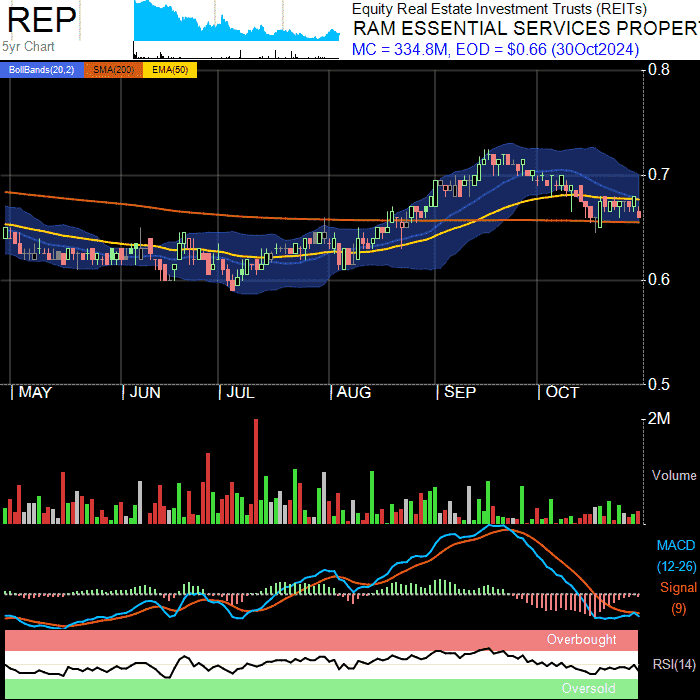 REP
5yr Chart
Equity Real Estate Investment Trusts (REITs)
RAM ESSENTIAL SERVICES PROPER
MC = 334.8M, EOD = $0.66 (30Oct2024)
BollBands(20,2) SMA(200) EMA(50)
0.8
0.7
0.6
0.5
| MAY | JUN | JUL | AUG | SEP | OCT
2M
Volume
MACD
(12-26)
Signal
(9)
Overbought
RSI(14)
Oversold